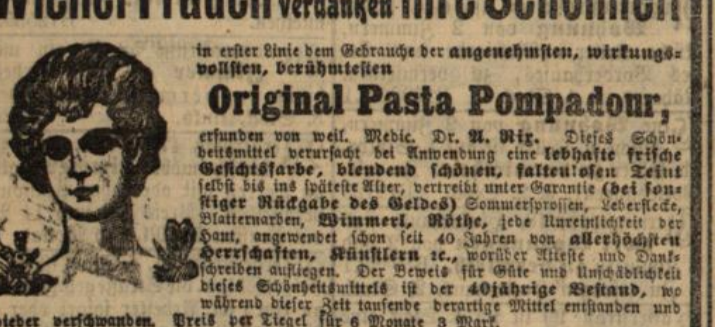 Wiener Frauen verdanken ihre Schönheit
in erster Linie dem Gebrauche der angenehmsten, wirkungs-
vollsten, berühmtesten
Original Pasta Pompadour,
erfunden von weil. Medic. Dr. A. Rix. Dieses Schön-
heitsmittel verursacht bei Anwendung eine lebhafte frische
Gesichtsfarbe, blendend schönen, faltenlosen Teint
selbst bis ins späteste Alter, vertreibt unter Garantie (bei son-
stiger Rückgabe des Geldes) Sommersprossen, Leberflecke,
Blatternarben, Wimmerl, Röthe, jede Unreinlichkeit der
Haut, angewendet schon seit 40 Jahren von allerhöchsten
Herrschaften, Künstlern ꝛc., worüber Atteste und Dank-
schreiben aufliegen. Der Beweis für Güte und Unschädlichkeit
dieses Schönheitsmittels ist der 40jährige Bestand, wo
während dieser Zeit tausende derartige Mittel entstanden und
wieder verschwanden. Preis per Tiegel für 6 Monate 3 Mark.